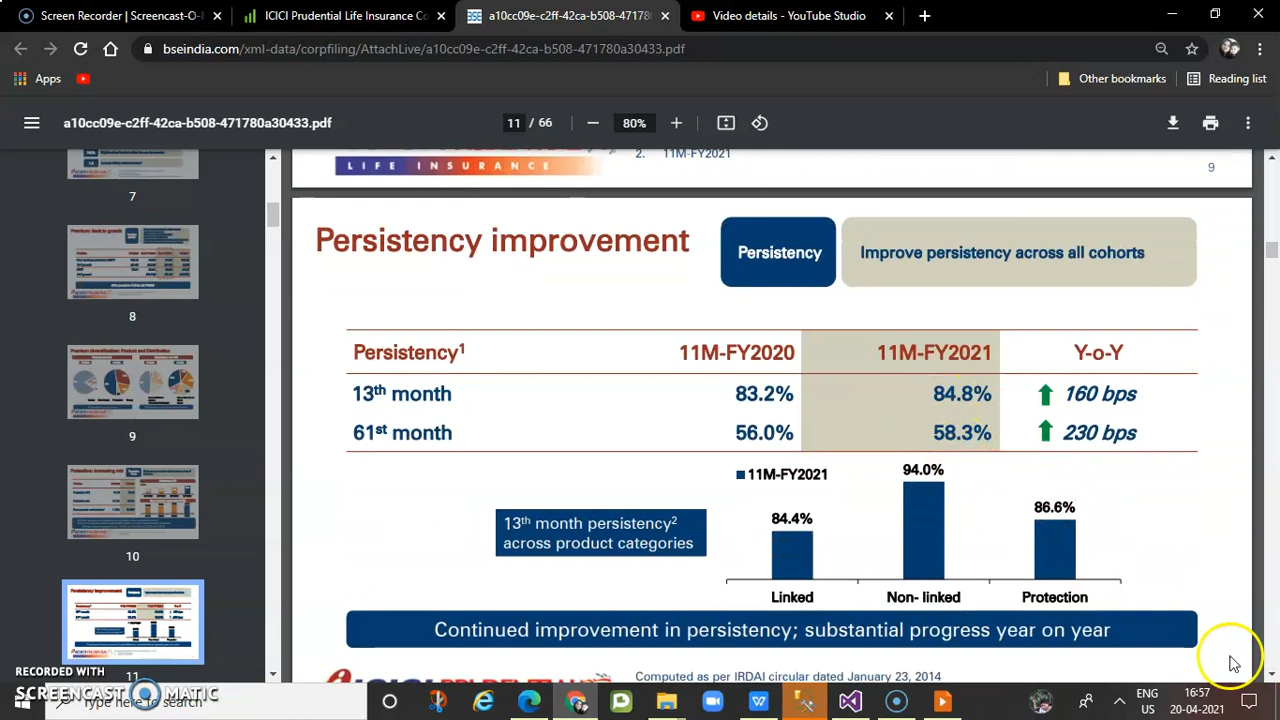 Screen Recorder | Screencast-O-M
ICICI Prudential Life Insurance Co
a10cc09e-c2ff-42ca-b508-471780
Video details - YouTube Studio
bseindia.com/xml-data/corpfiling/AttachLive/a10cc09e-c2ff-42ca-b508-471780a30433.pdf
Apps
Other bookmarks
Reading list
a10cc09e-c2ff-42ca-b508-471780a30433.pdf
11 / 66
80%
7
8
9
10
11
LIFE INSURANCE
2. 11M-FY2021
9
Persistency improvement
Persistency
Improve persistency across all cohorts
Persistency1 11M-FY2020 11M-FY2021 Y-o-Y
13th month 83.2% 84.8% 160 bps
61st month 56.0% 58.3% 230 bps
11M-FY2021
84.4%
94.0%
86.6%
13th month persistency2
across product categories
Linked
Non- linked
Protection
Continued improvement in persistency, substantial progress year on year
ICICI PRUDENTIAL
Computed as per IRDAI circular dated January 23, 2014
RECORDED WITH
SCREENCAST MATIC
Type here to search
ENG
US
16:57
20-04-2021